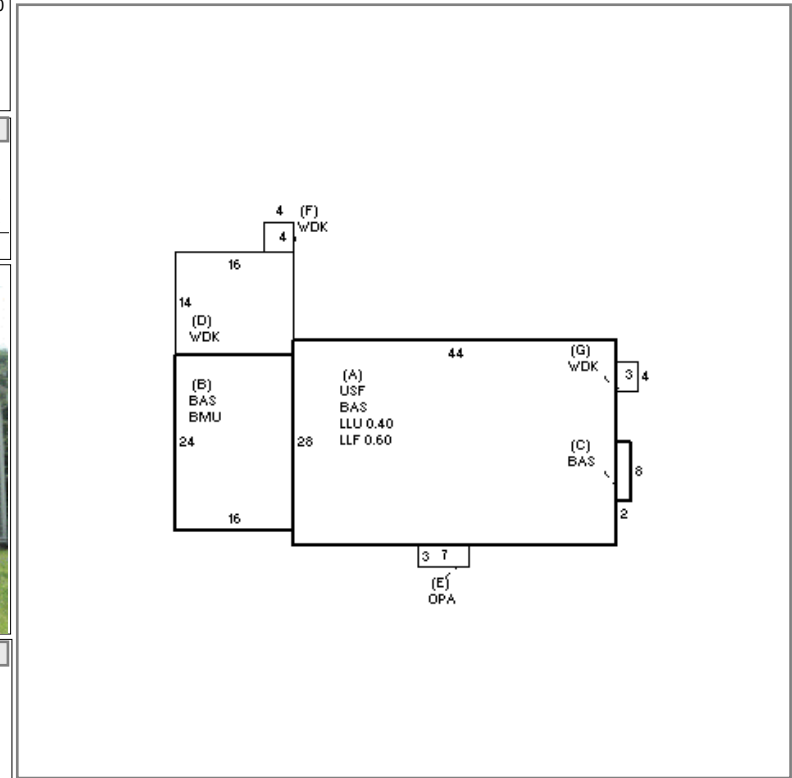 4 (F)
WDK
4
16
14
(D)
WDK
44
(G)
WDK
3 4
(A)
USF
BAS
LLU 0.40
LLF 0.60
(B)
BAS
BMU
24
28
(C)
BAS
8
2
16
3 7
(E)
OPA